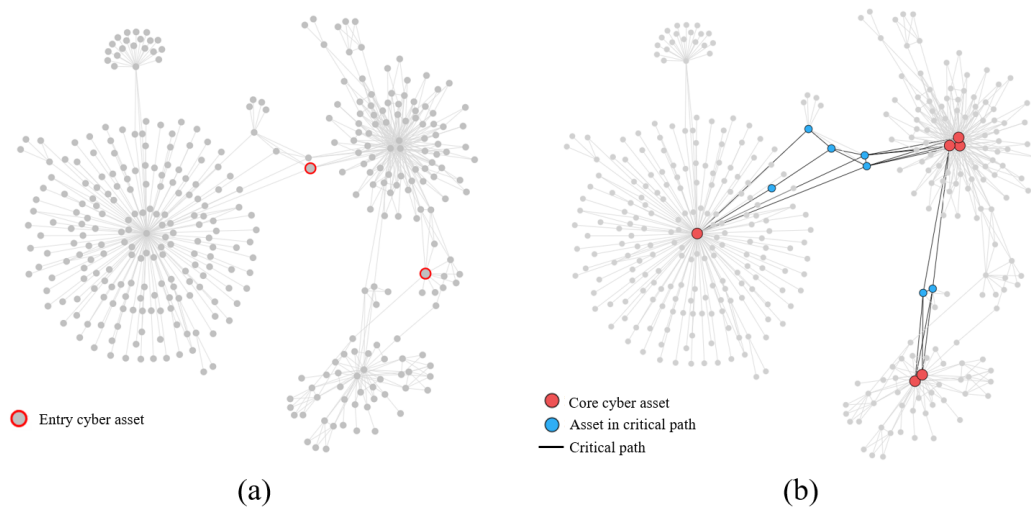 Entry cyber asset
Core cyber asset
Asset in critical path
Critical path
(a)
(b)